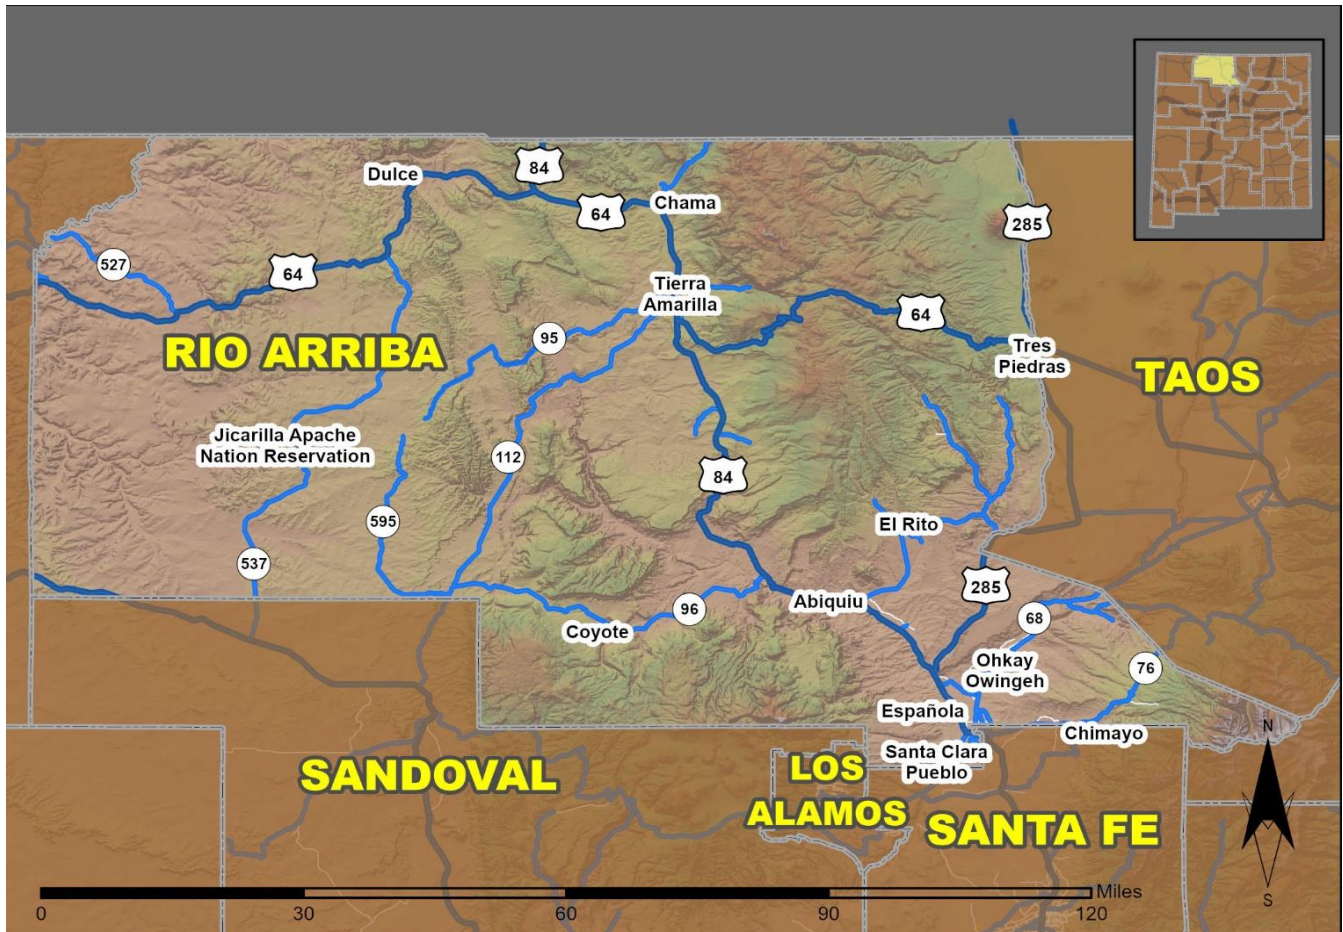 84
Dulce
64
Chama
285
527
64
Tierra
Amarilla
64
95
RIO ARRIBA
Tres
Piedras
TAOS
Jicarilla Apache
Nation Reservation
112
84
595
El Rito
537
285
Abiquiu
96
68
Coyote
Ohkay
Owingeh
76
Española
Chimayo
N
Santa Clara
Pueblo
SANDOVAL
LOS
ALAMOS
SANTA FE
Miles
S
0
30
60
90
120